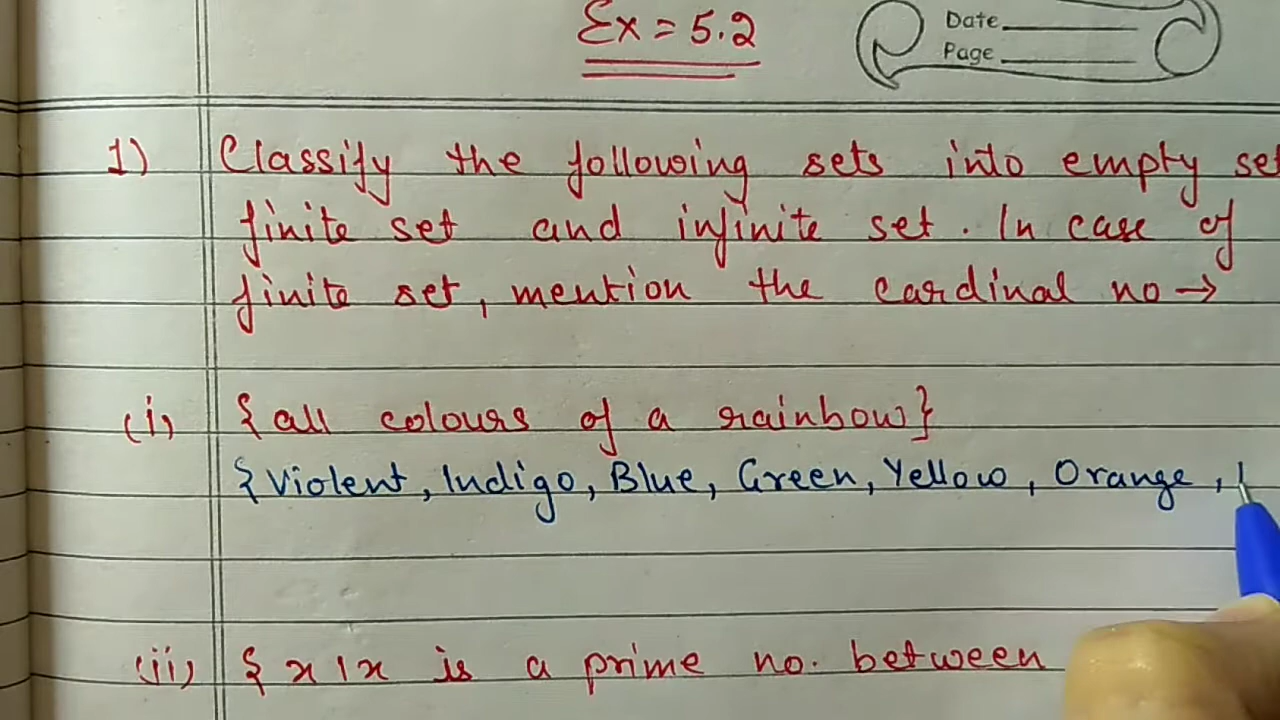 Ex = 5.2
Date
Page
1) Classify the following sets into empty set
finite set and infinite set. In case of
finite set, mention the cardinal no →
(i) {all colours of a rainbow}
{Violent, Indigo, Blue, Green, Yellow, Orange,
(ii) { x | x is a prime no. between